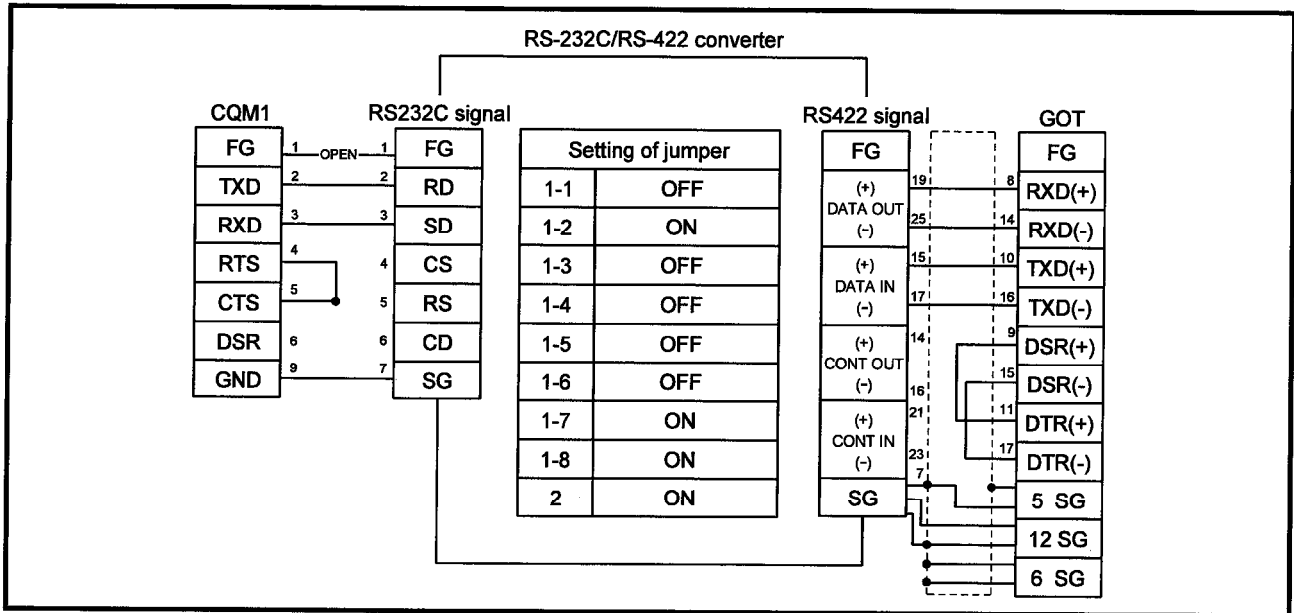 RS-232C/RS-422 converter
CQM1
FG 1
TXD 2
RXD 3
RTS 4
CTS 5
DSR 6
GND 9
OPEN
RS232C signal
1 FG
2 RD
3 SD
4 CS
5 RS
6 CD
7 SG
Setting of jumper
1-1 OFF
1-2 ON
1-3 OFF
1-4 OFF
1-5 OFF
1-6 OFF
1-7 ON
1-8 ON
2 ON
RS422 signal
FG
(+) 19
DATA OUT
(-) 25
(+) 15
DATA IN
(-) 17
(+) 14
CONT OUT
(-) 16
(+) 21
CONT IN
(-) 23
SG 7
GOT
FG
8 RXD(+)
14 RXD(-)
10 TXD(+)
16 TXD(-)
9 DSR(+)
15 DSR(-)
11 DTR(+)
17 DTR(-)
5 SG
12 SG
6 SG